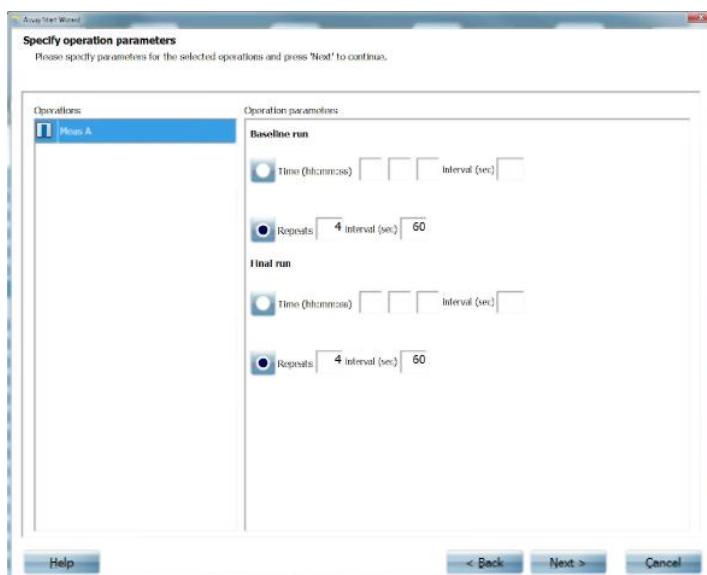 Assay Start Wizard
Specify operation parameters
Please specify parameters for the selected operations and press 'Next' to continue.
Operations
Operation parameters
Meas A
Baseline run
Time (hh:mm:ss) Interval (sec)
Repeats 4 Interval (sec) 60
Final run
Time (hh:mm:ss) Interval (sec)
Repeats 4 Interval (sec) 60
Help < Back Next > Cancel